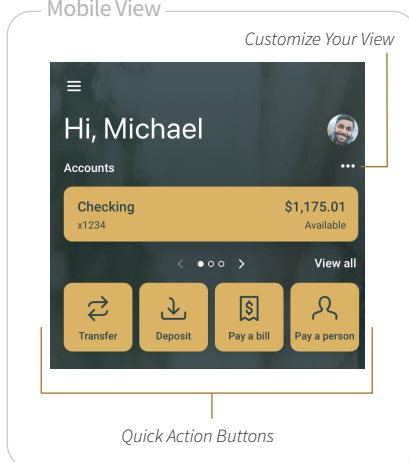 Mobile View
Customize Your View
Hi, Michael
Accounts
Checking $1,175.01
x1234 Available
View all
Transfer Deposit Pay a bill Pay a person
Quick Action Buttons